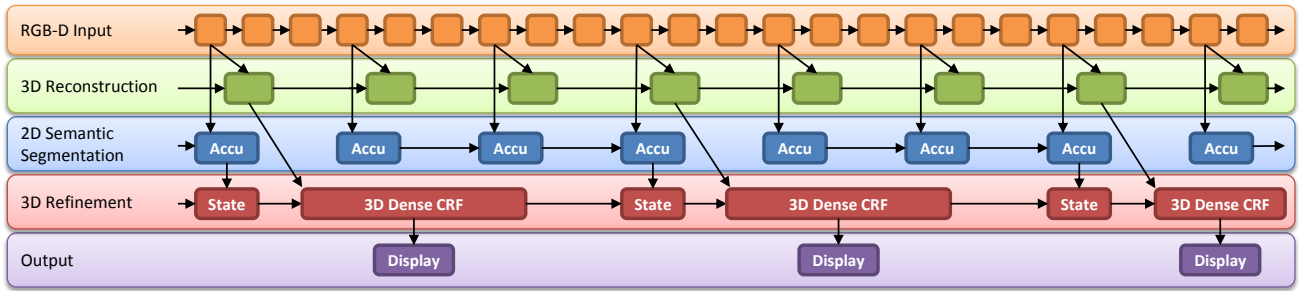 RGB-D Input
3D Reconstruction
2D Semantic
Segmentation
Accu
Accu
Accu
Accu
Accu
Accu
Accu
Accu
3D Refinement
State
3D Dense CRF
State
3D Dense CRF
State
3D Dense CRF
Output
Display
Display
Display